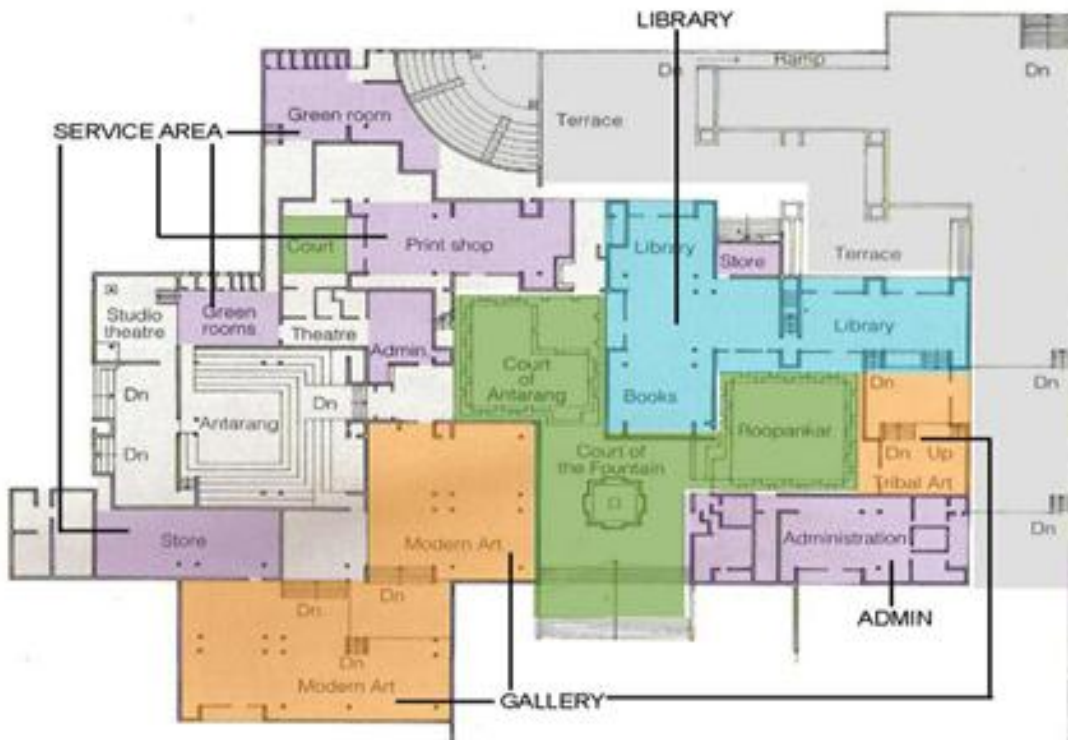 LIBRARY
Dn
Ramp
Dn
Green room
Terrace
SERVICE AREA
Court
Print shop
Library
Store
Terrace
Studio
theatre
Green
rooms
Theatre
Admin.
Library
Court
of
Antarang
Dn
Dn
Antarang
Books
Dn
Dn
Roopankar
Dn
Court of
the Fountain
Dn
Up
Tribal Art
Store
Modern Art
Administration
Dn
Dn
Dn
ADMIN
Dn
Modern Art
GALLERY